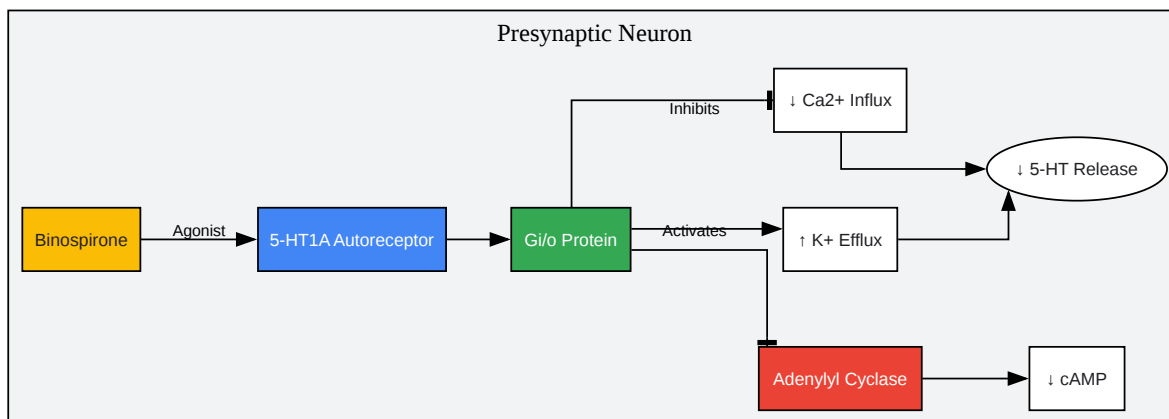 Presynaptic Neuron
↓ Ca2+ Influx
Inhibits
↓ 5-HT Release
Binospirone
Agonist
5-HT1A Autoreceptor
Gi/o Protein
Activates
↑ K+ Efflux
Adenylyl Cyclase
↓ cAMP